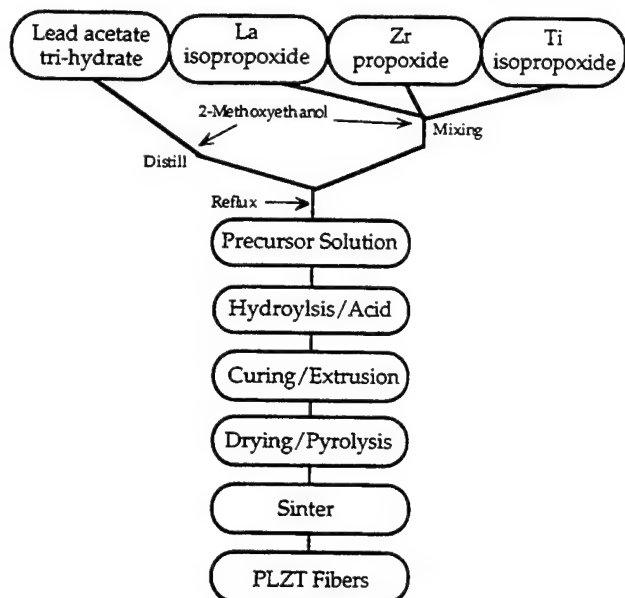 Lead acetate
tri-hydrate
La
isopropoxide
Zr
propoxide
Ti
isopropoxide
2-Methoxyethanol
Mixing
Distill
Reflux
Precursor Solution
Hydroylsis/Acid
Curing/Extrusion
Drying/Pyrolysis
Sinter
PLZT Fibers